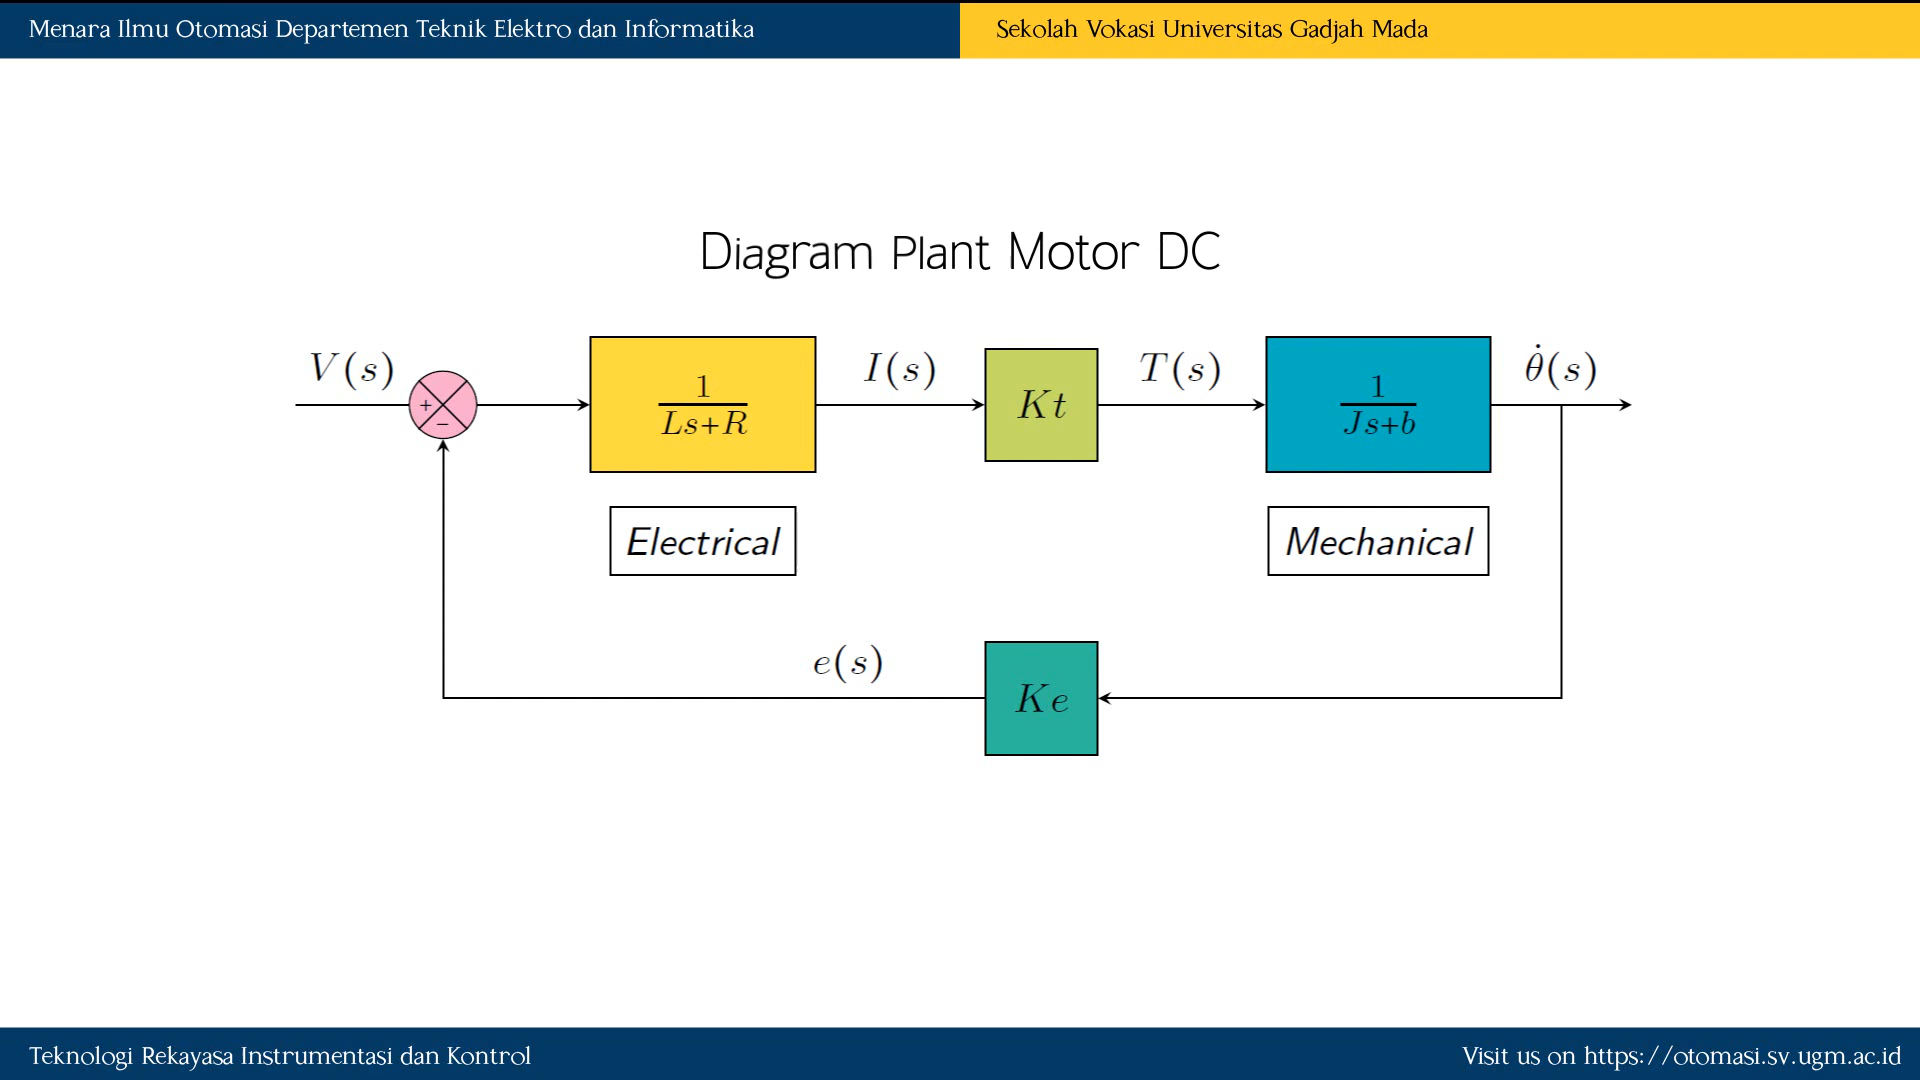 Menara Ilmu Otomasi Departemen Teknik Elektro dan Informatika
Sekolah Vokasi Universitas Gadjah Mada
Diagram Plant Motor DC
V(s)
+
−
1
Ls+R
I(s)
Kt
T(s)
1
Js+b
θ̇(s)
Electrical
Mechanical
e(s)
Ke
Teknologi Rekayasa Instrumentasi dan Kontrol
Visit us on https://otomasi.sv.ugm.ac.id